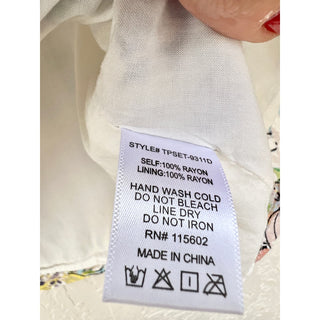 STYLE# TPSET-9311D
SELF:100% RAYON
LINING:100% RAYON
HAND WASH COLD
DO NOT BLEACH
LINE DRY
DO NOT IRON
RN# 115602
MADE IN CHINA